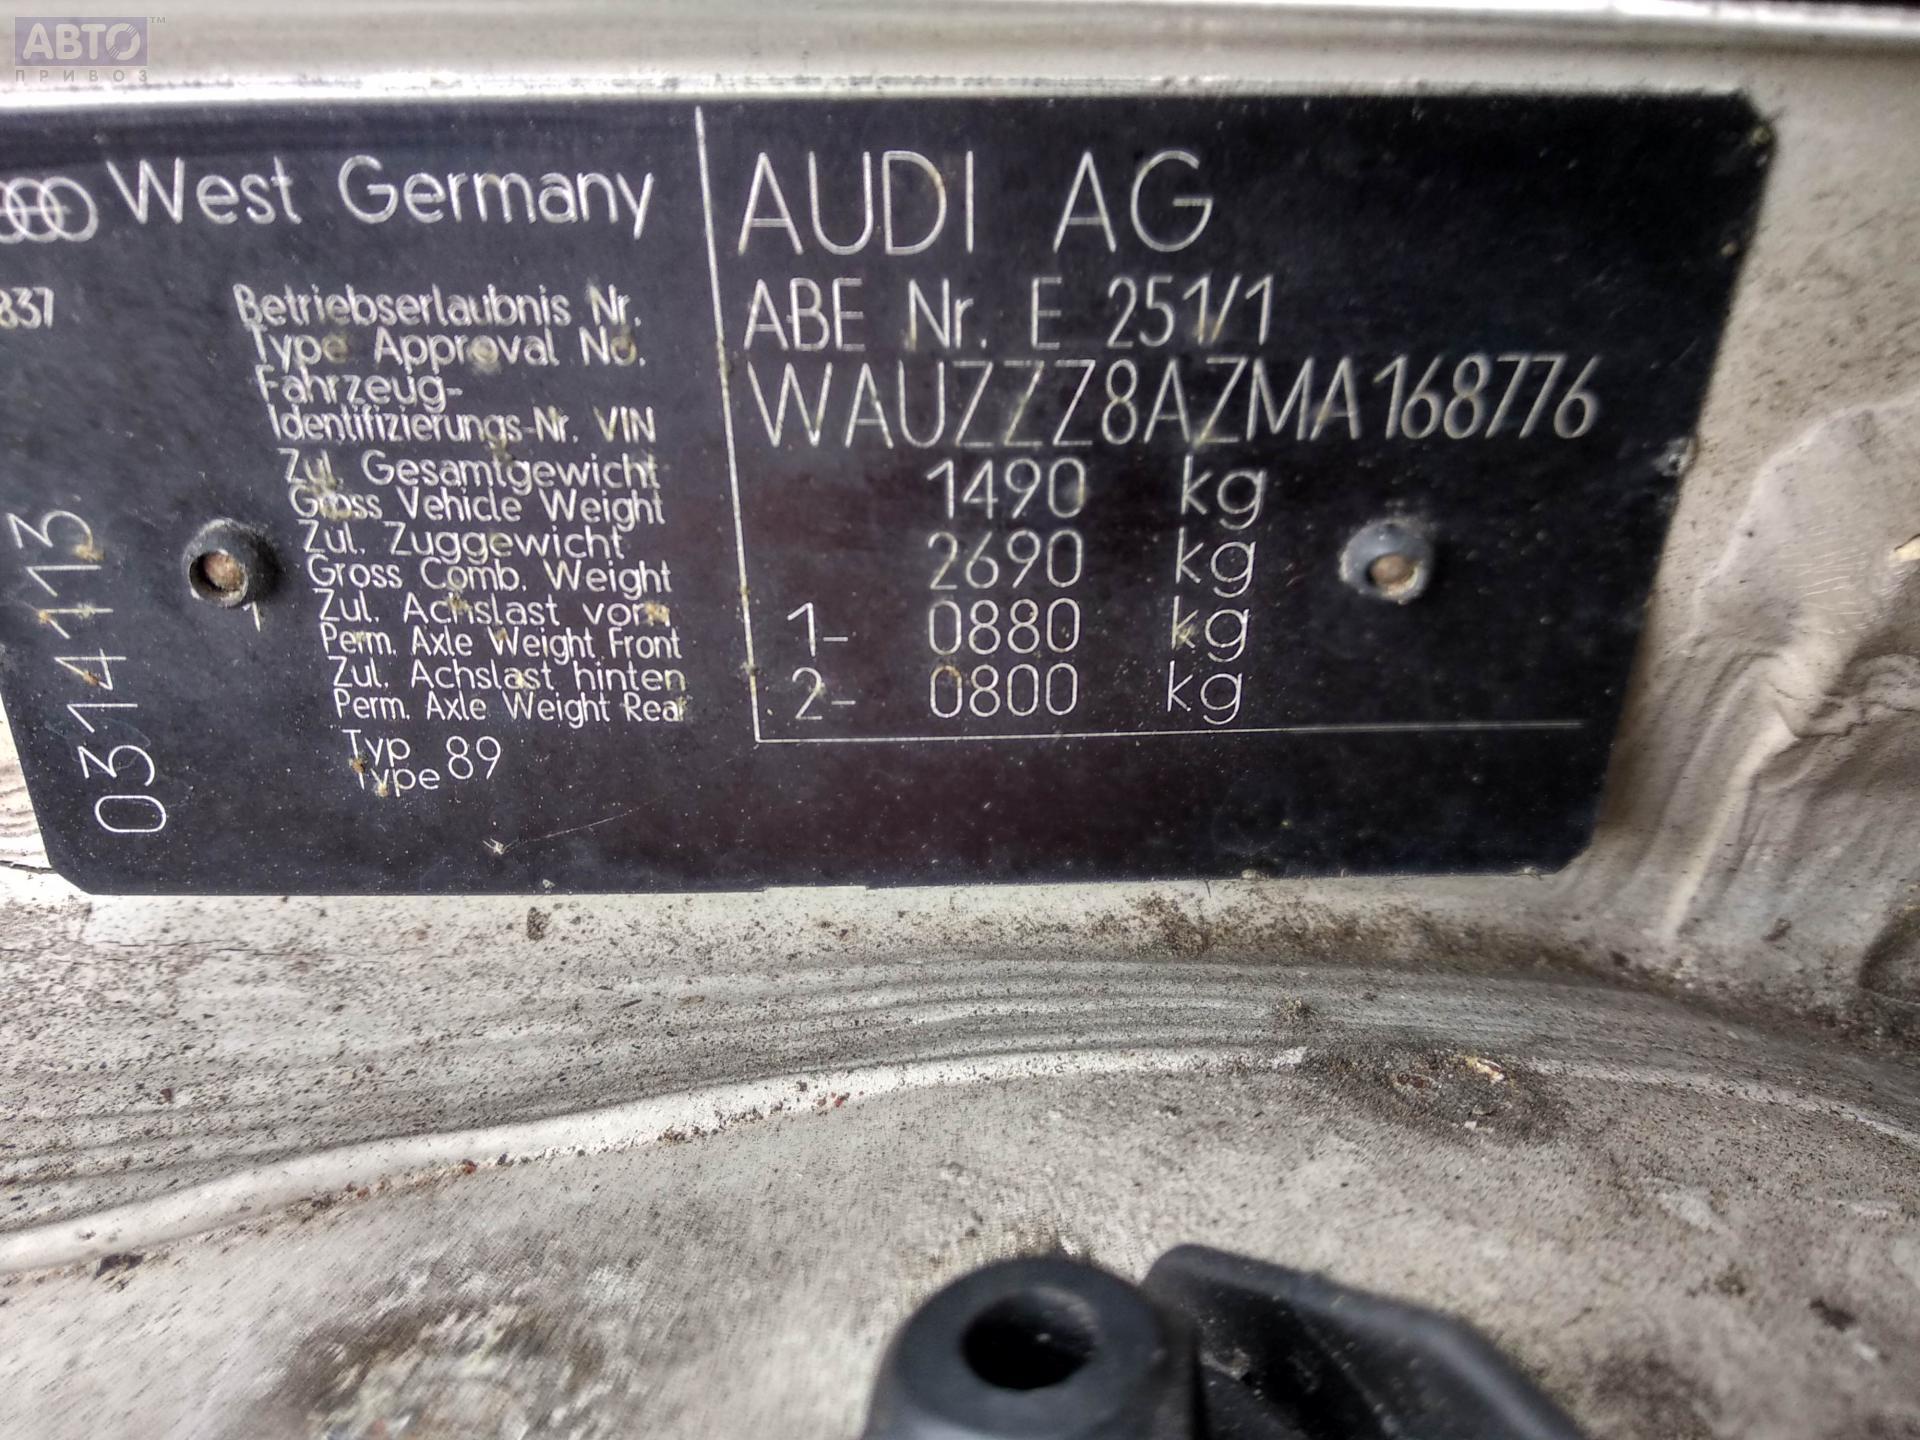 АВТО™
ПРИВОЗ
West Germany
837
Betriebserlaubnis Nr.
Type Approval No.
Fahrzeug-
Identifizierungs-Nr. VIN
Zul. Gesamtgewicht
Gross Vehicle Weight
Zul. Zuggewicht
Gross Comb. Weight
Zul. Achslast vorn
Perm. Axle Weight Front
Zul. Achslast hinten
Perm. Axle Weight Rear
Typ
Type 89
0314113
AUDI AG
ABE Nr. E 251/1
WAUZZZ8AZMA168776
1490 kg
2690 kg
1- 0880 kg
2- 0800 kg